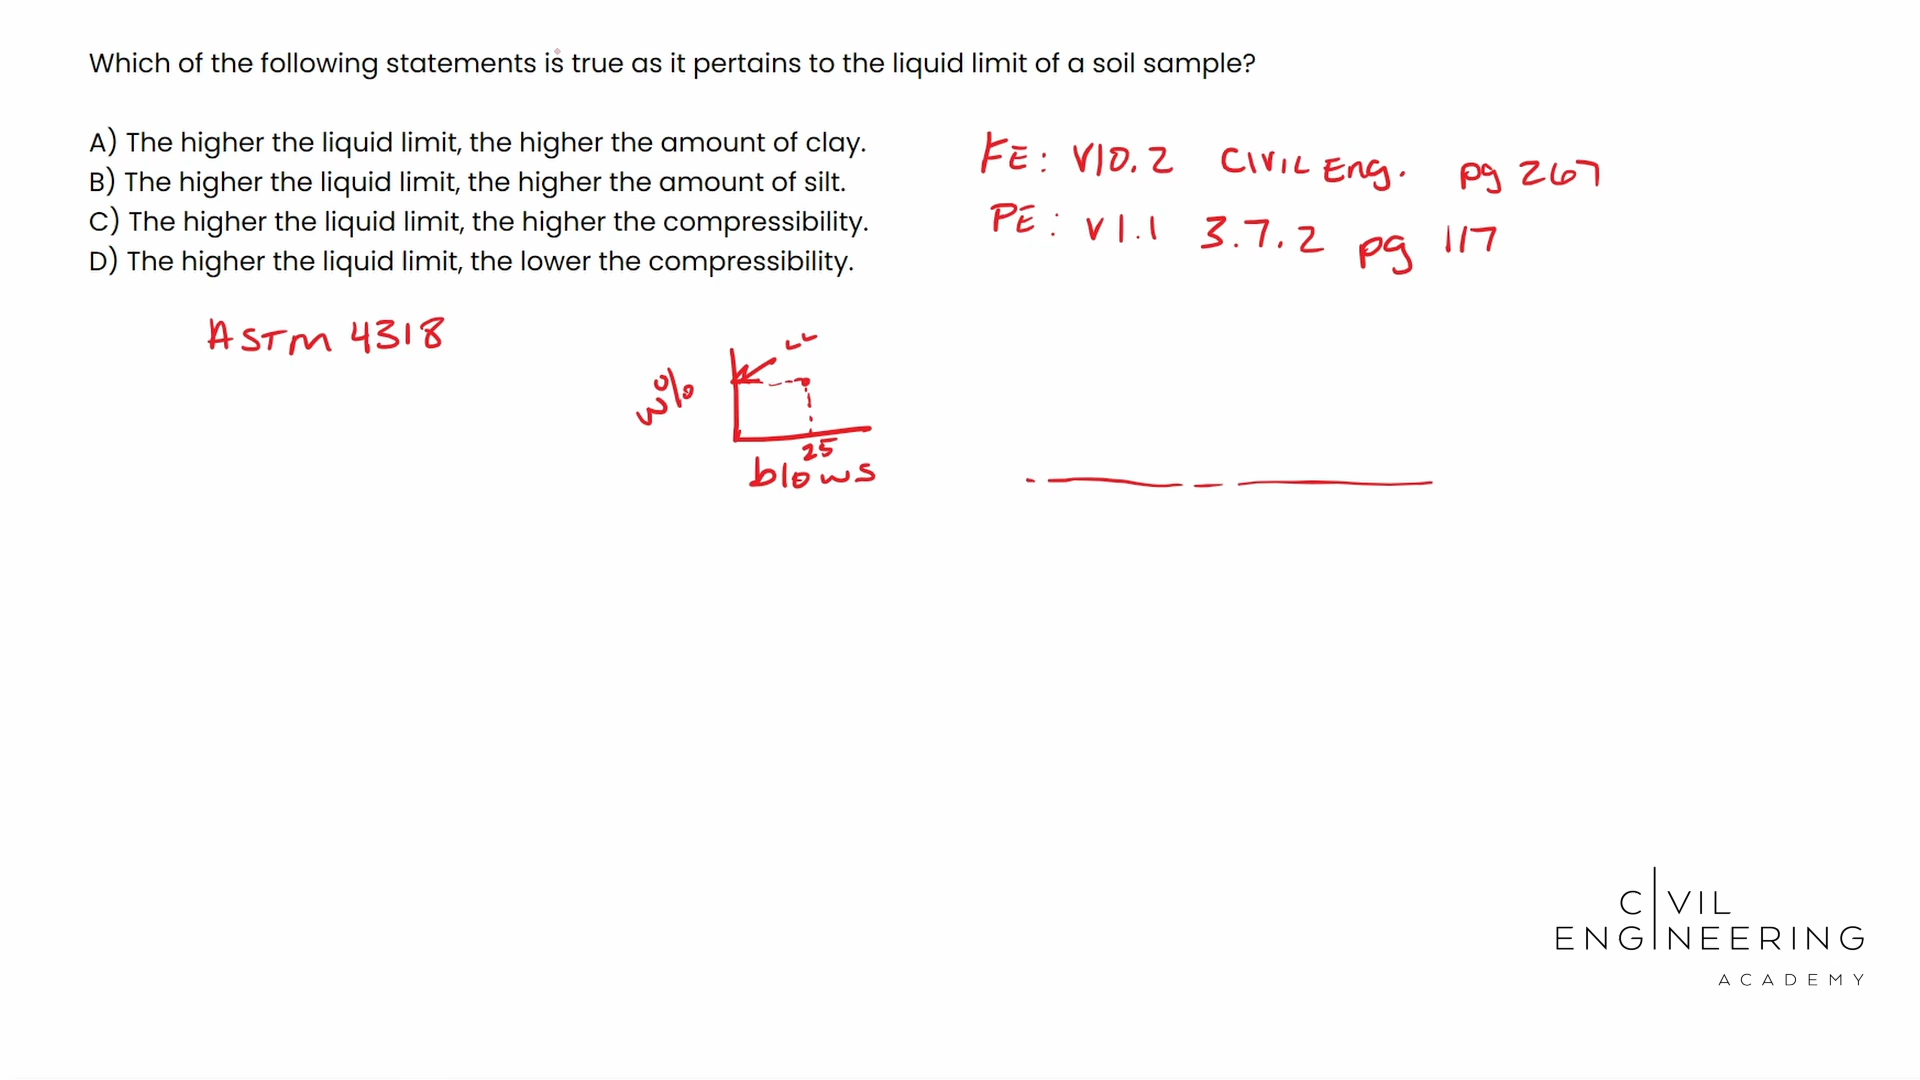 Which of the following statements is true as it pertains to the liquid limit of a soil sample?
A) The higher the liquid limit, the higher the amount of clay.
B) The higher the liquid limit, the higher the amount of silt.
C) The higher the liquid limit, the higher the compressibility.
D) The higher the liquid limit, the lower the compressibility.
FE: V10.2 CIVIL Eng. pg 267
PE: V1.1 3.7.2 pg 117
ASTM 4318
LL
w%
25
blows
CIVIL
ENGINEERING
ACADEMY